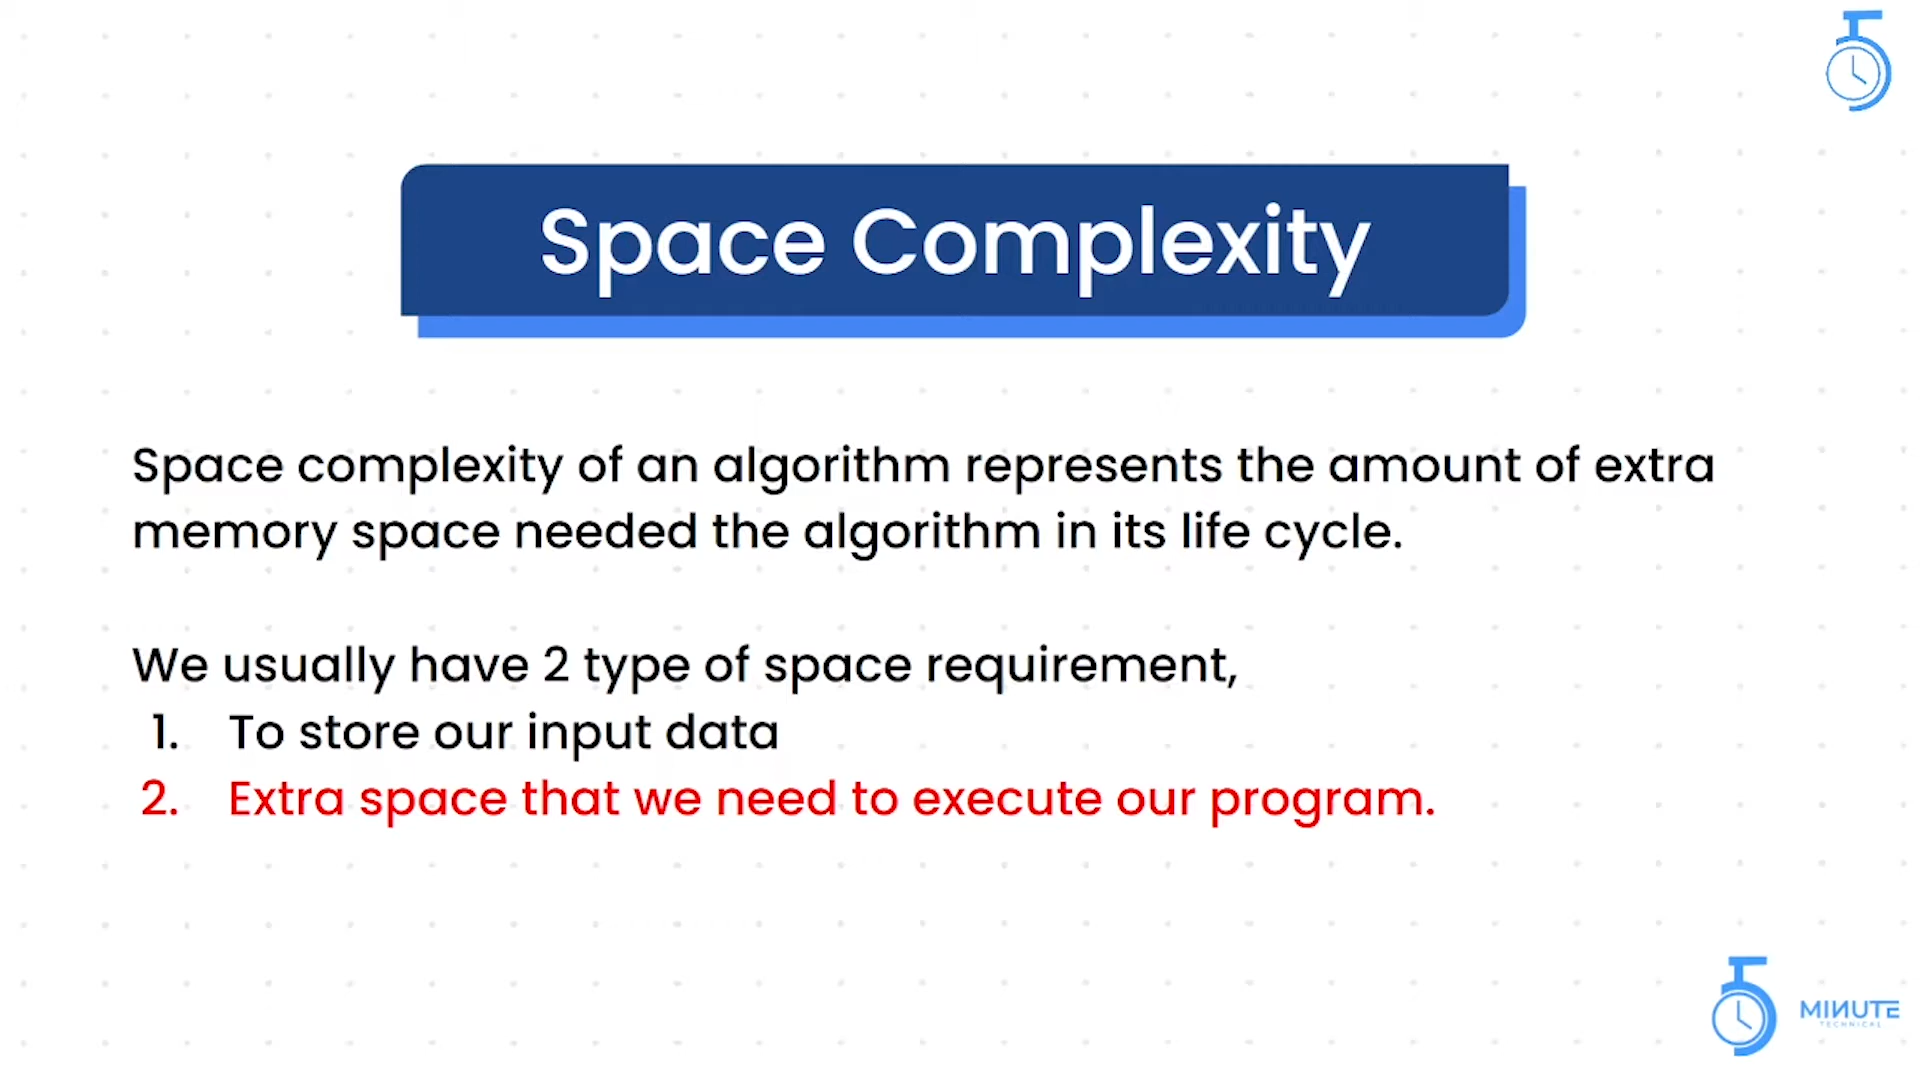 Space Complexity
Space complexity of an algorithm represents the amount of extra
memory space needed the algorithm in its life cycle.
We usually have 2 type of space requirement,
1. To store our input data
2. Extra space that we need to execute our program.
5 MINUTE
TECHNICAL